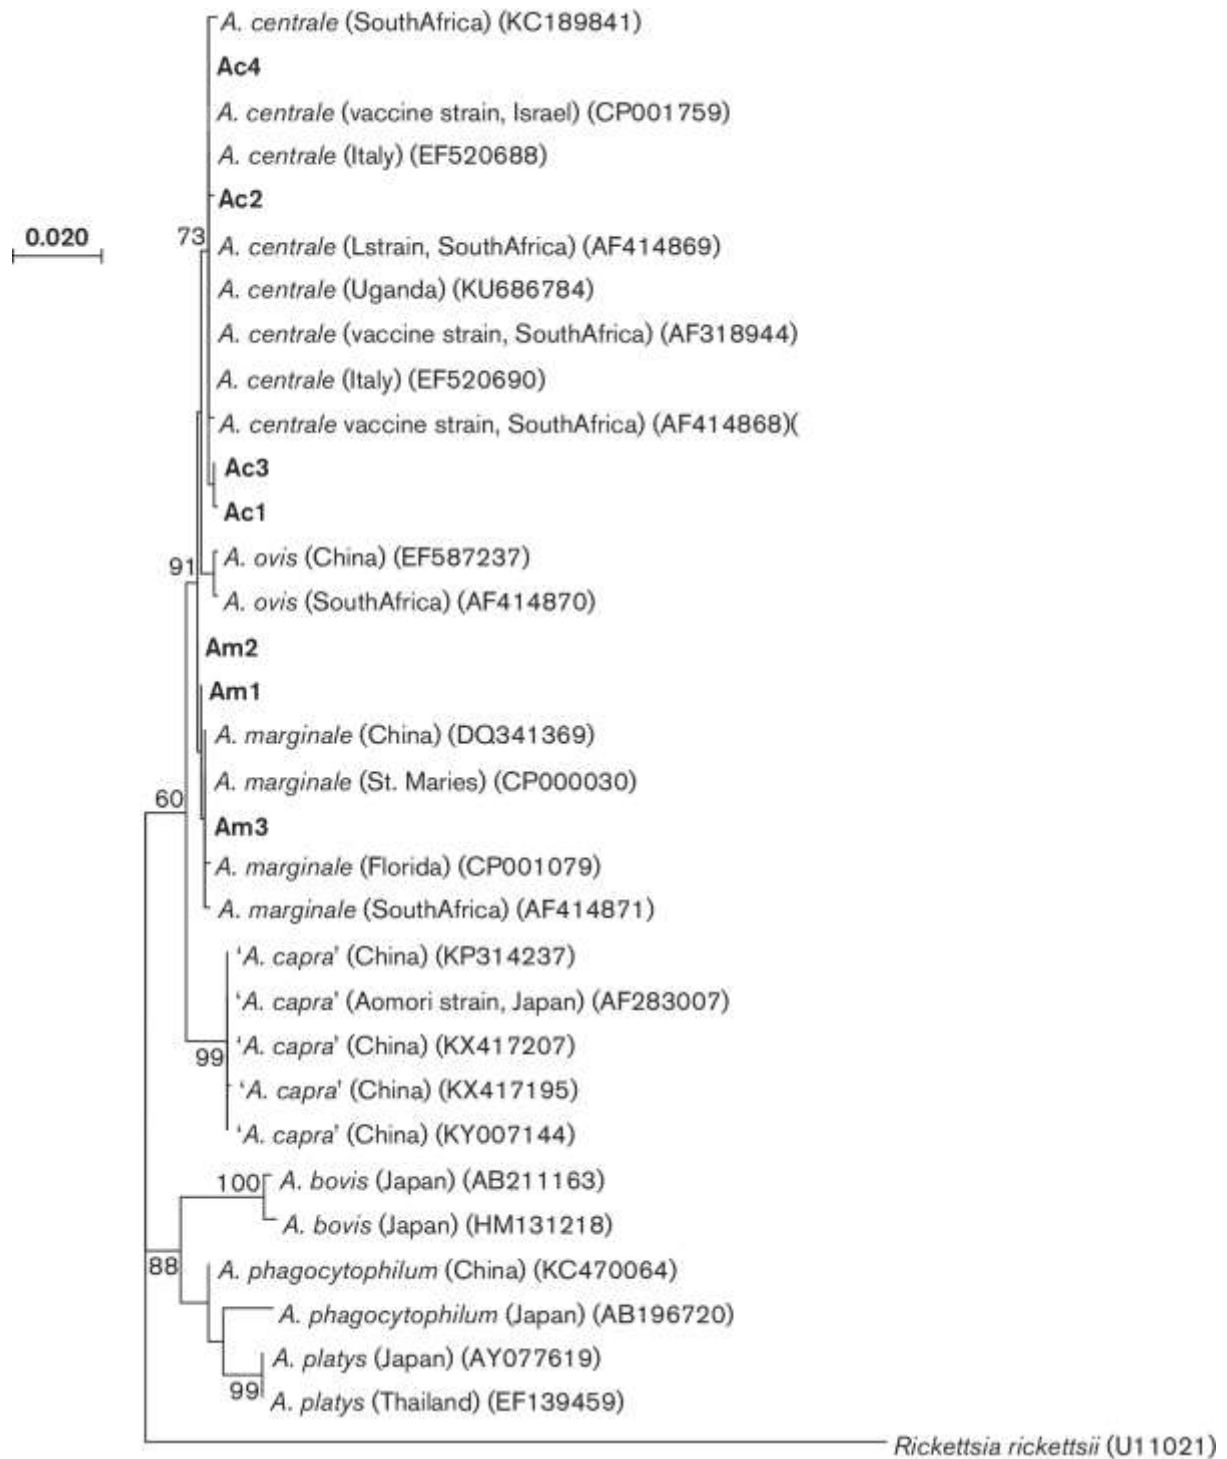 A. centrale (SouthAfrica) (KC189841)
Ac4
A. centrale (vaccine strain, Israel) (CP001759)
A. centrale (Italy) (EF520688)
Ac2
0.020
73
A. centrale (Lstrain, SouthAfrica) (AF414869)
A. centrale (Uganda) (KU686784)
A. centrale (vaccine strain, SouthAfrica) (AF318944)
A. centrale (Italy) (EF520690)
A. centrale vaccine strain, SouthAfrica) (AF414868)(
Ac3
Ac1
A. ovis (China) (EF587237)
91
A. ovis (SouthAfrica) (AF414870)
Am2
Am1
A. marginale (China) (DQ341369)
A. marginale (St. Maries) (CP000030)
60
Am3
A. marginale (Florida) (CP001079)
A. marginale (SouthAfrica) (AF414871)
'A. capra' (China) (KP314237)
'A. capra' (Aomori strain, Japan) (AF283007)
'A. capra' (China) (KX417207)
99
'A. capra' (China) (KX417195)
'A. capra' (China) (KY007144)
100
A. bovis (Japan) (AB211163)
A. bovis (Japan) (HM131218)
88
A. phagocytophilum (China) (KC470064)
A. phagocytophilum (Japan) (AB196720)
A. platys (Japan) (AY077619)
99
A. platys (Thailand) (EF139459)
Rickettsia rickettsii (U11021)